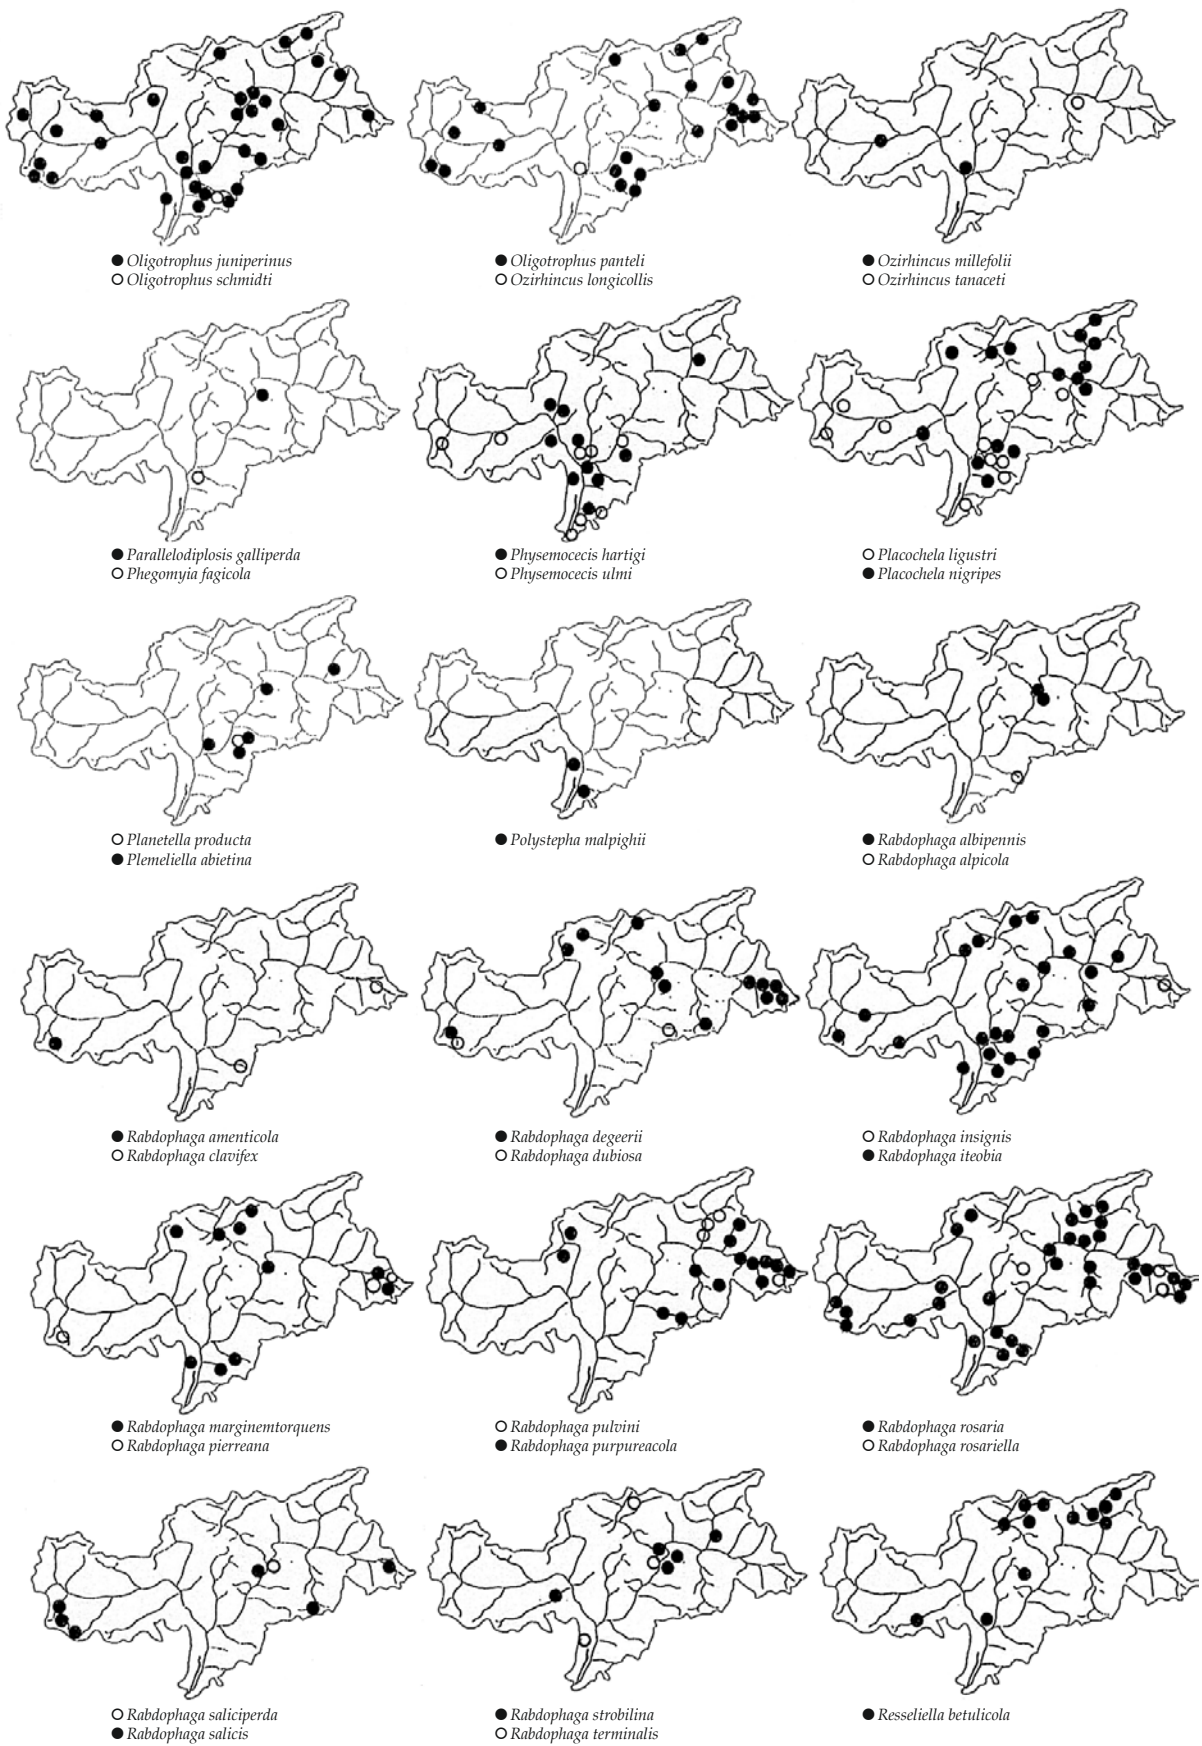 Oligotrophus juniperinus
Oligotrophus schmidti
Oligotrophus panteli
Ozirhincus longicollis
Ozirhincus millefolii
Ozirhincus tanaceti
Parallelodiplosis galliperda
Phegomyia fagicola
Physemocecis hartigi
Physemocecis ulmi
Placochela ligustri
Placochela nigripes
Planetella producta
Plemeliella abietina
Polystepha malpighii
Rabdophaga albipennis
Rabdophaga alpicola
Rabdophaga amenticola
Rabdophaga clavifex
Rabdophaga degeerii
Rabdophaga dubiosa
Rabdophaga insignis
Rabdophaga iteobia
Rabdophaga marginemtorquens
Rabdophaga pierreana
Rabdophaga pulvini
Rabdophaga purpureacola
Rabdophaga rosaria
Rabdophaga rosariella
Rabdophaga saliciperda
Rabdophaga salicis
Rabdophaga strobilina
Rabdophaga terminalis
Resseliella betulicola